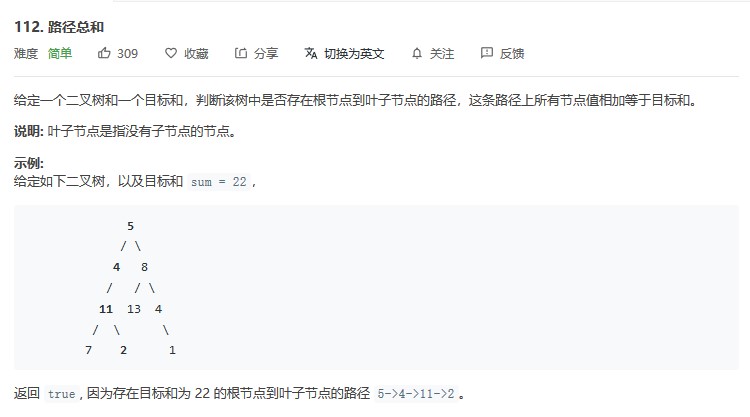 112. 路径总和
难度 简单 309 收藏 分享 切换为英文 关注 反馈
给定一个二叉树和一个目标和，判断该树中是否存在根节点到叶子节点的路径，这条路径上所有节点值相加等于目标和。
说明: 叶子节点是指没有子节点的节点。
示例:
给定如下二叉树，以及目标和 sum = 22，
5
/ \
4 8
/ / \
11 13 4
/ \ \
7 2 1
返回 true, 因为存在目标和为 22 的根节点到叶子节点的路径 5->4->11->2。